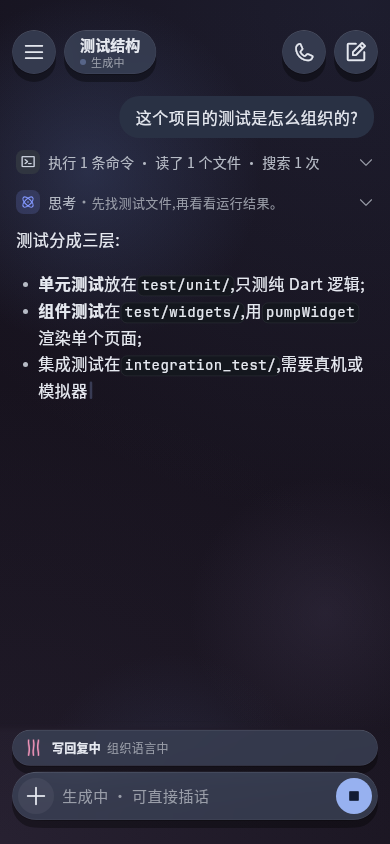 测试结构
生成中
这个项目的测试是怎么组织的?
执行 1 条命令 · 读了 1 个文件 · 搜索 1 次
思考 · 先找测试文件,再看看运行结果。
测试分成三层:
• 单元测试放在 test/unit/,只测纯 Dart 逻辑;
• 组件测试在 test/widgets/,用 pumpWidget
渲染单个页面;
• 集成测试在 integration_test/,需要真机或
模拟器
写回复中 组织语言中
生成中 · 可直接插话